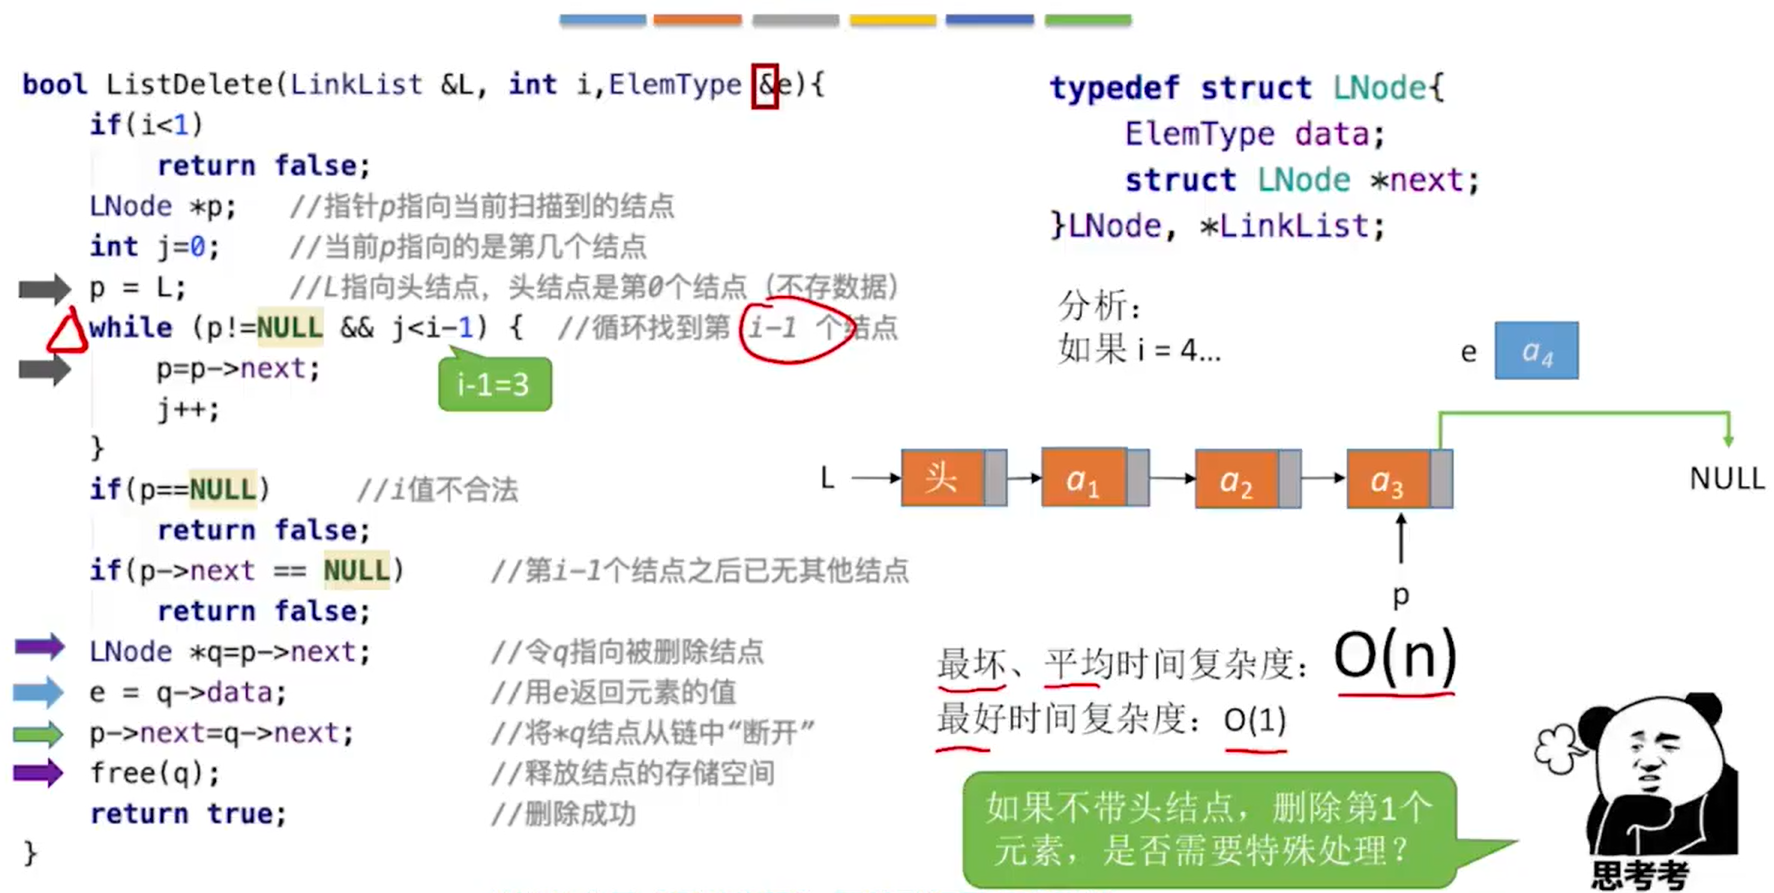 bool ListDelete(LinkList &L, int i,ElemType &e){
if(i<1)
return false;
LNode *p; //指针p指向当前扫描到的结点
int j=0; //当前p指向的是第几个结点
p = L; //L指向头结点，头结点是第0个结点（不存数据）
while (p!=NULL && j<i-1) { //循环找到第 i-1 个结点
p=p->next;
i-1=3
j++;
}
if(p==NULL) //i值不合法
return false;
if(p->next == NULL) //第i-1个结点之后已无其他结点
return false;
LNode *q=p->next; //令q指向被删除结点
e = q->data; //用e返回元素的值
p->next=q->next; //将*q结点从链中“断开”
free(q); //释放结点的存储空间
return true; //删除成功
}
typedef struct LNode{
ElemType data;
struct LNode *next;
}LNode, *LinkList;
分析：
如果 i = 4...
e a4
L 头 a1 a2 a3 NULL
p
最坏、平均时间复杂度：O(n)
最好时间复杂度：O(1)
如果不带头结点，删除第1个
元素，是否需要特殊处理？
思考考